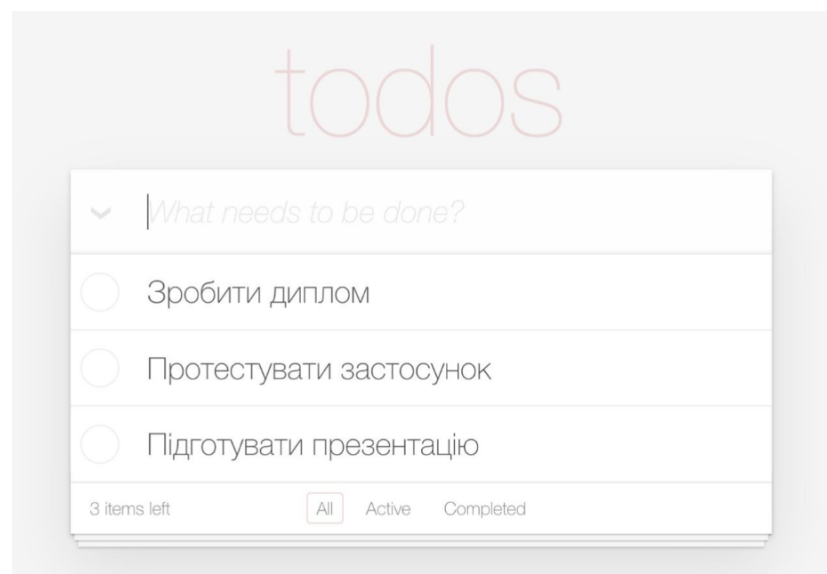 todos
What needs to be done?
Зробити диплом
Протестувати застосунок
Підготувати презентацію
3 items left All Active Completed